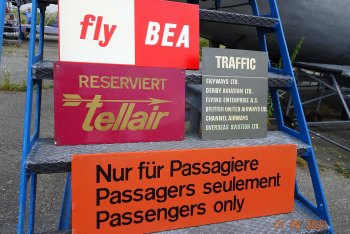 fly BEA
RESERVIERT
tellair
TRAFFIC
SKYWAYS LTD.
DERBY AVIATION LTD.
FLYING ENTERPRISE A.S.
BRITISH UNITED AIRWAYS LTD.
CHANNEL AIRWAYS
OVERSEAS AVIATION LTD.
Nur für Passagiere
Passagers seulement
Passengers only